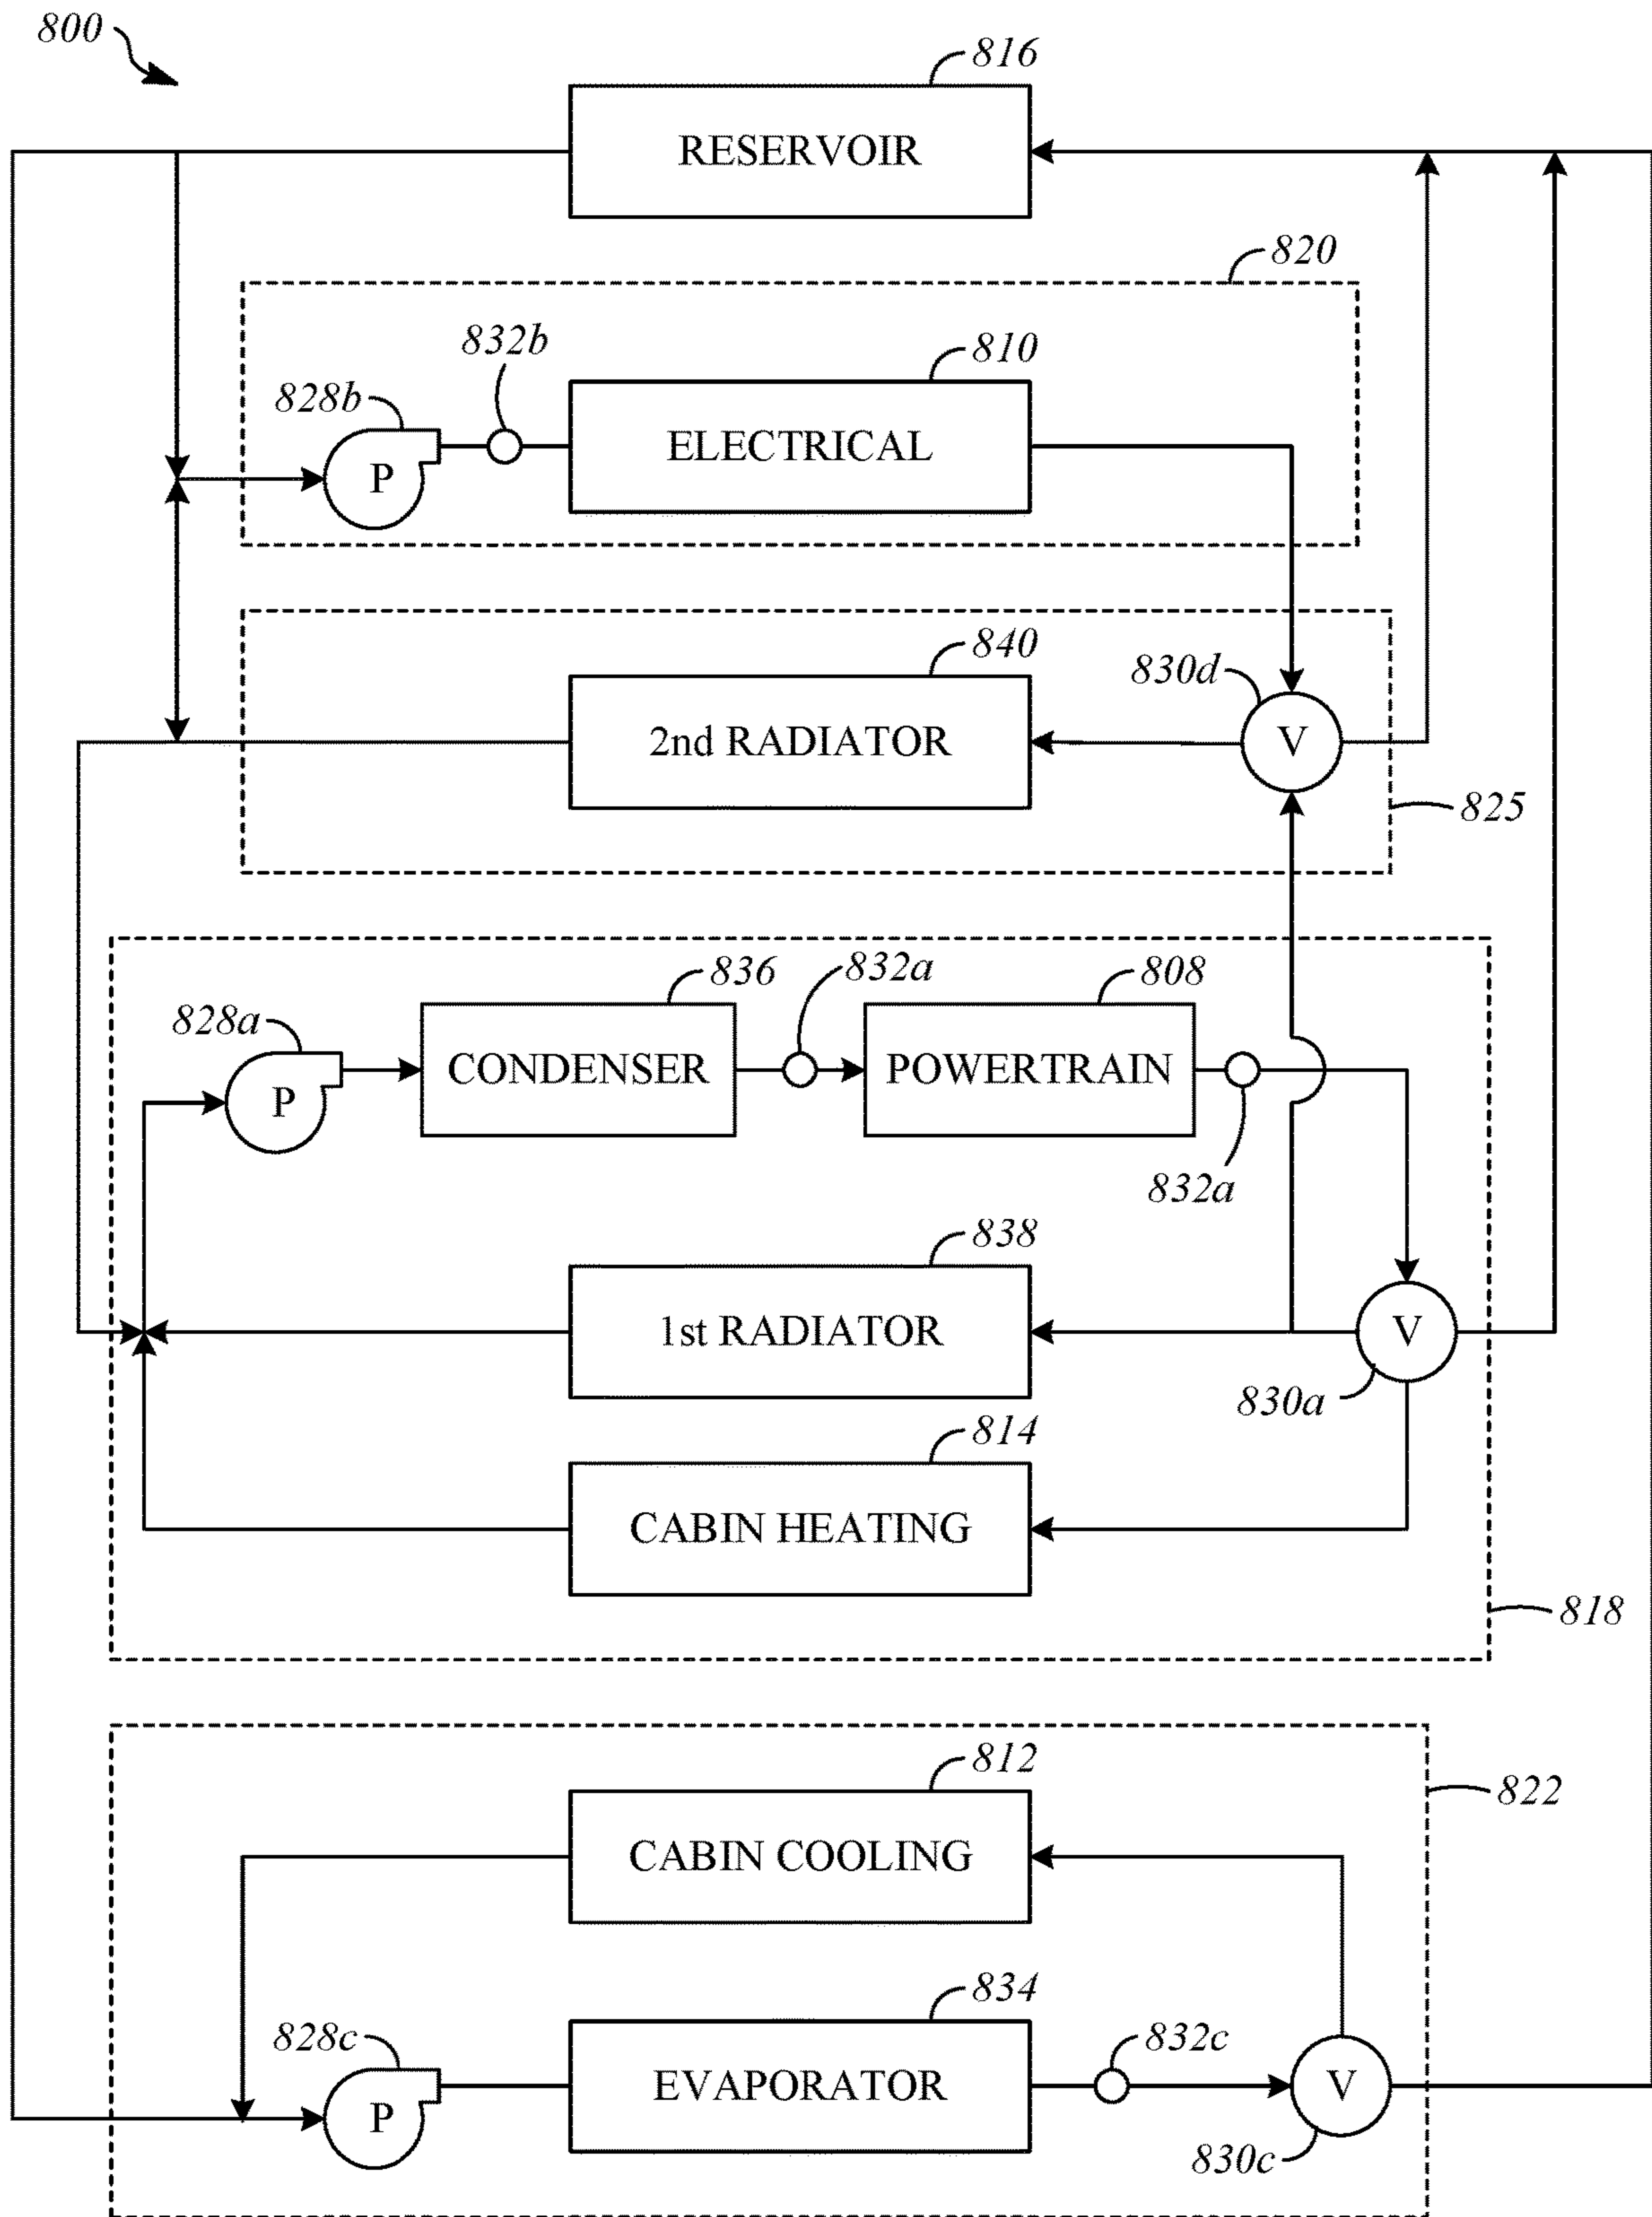 800
816
RESERVOIR
820
832b
810
828b
ELECTRICAL
P
840
830d
2nd RADIATOR
V
825
836
832a
808
828a
CONDENSER
POWERTRAIN
P
832a
838
1st RADIATOR
V
830a
814
CABIN HEATING
818
812
822
CABIN COOLING
834
828c
832c
EVAPORATOR
V
P
830c